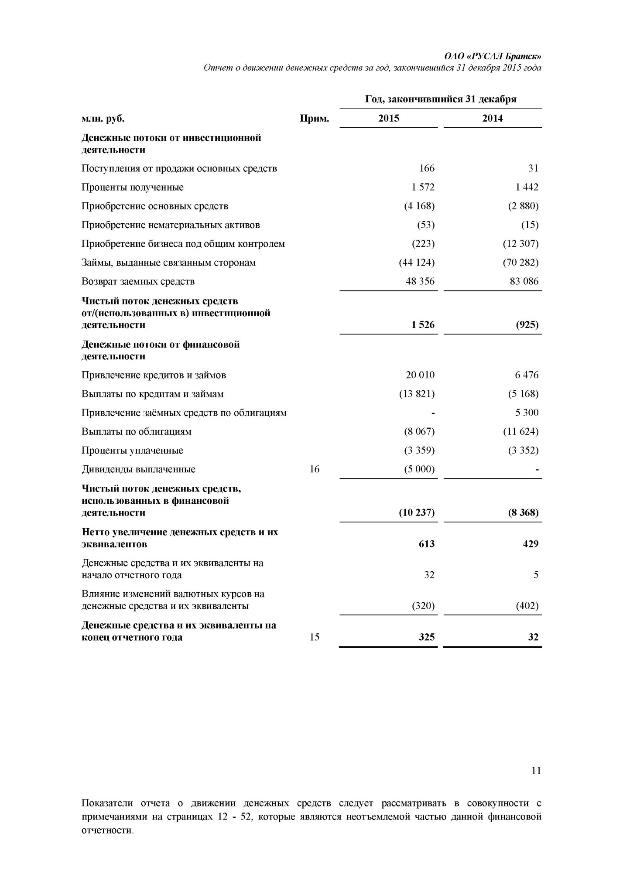 ОАО «РУСАЛ Братск»
Отчет о движении денежных средств за год, закончившийся 31 декабря 2015 года
Год, закончившийся 31 декабря
млн. руб. Прим. 2015 2014
Денежные потоки от инвестиционной
деятельности
Поступления от продажи основных средств 166 31
Проценты полученные 1 572 1 442
Приобретение основных средств (4 168) (2 880)
Приобретение нематериальных активов (53) (15)
Приобретение бизнеса под общим контролем (223) (12 307)
Займы, выданные связанным сторонам (44 124) (70 282)
Возврат заемных средств 48 356 83 086
Чистый поток денежных средств
от/(использованных в) инвестиционной
деятельности 1 526 (925)
Денежные потоки от финансовой
деятельности
Привлечение кредитов и займов 20 010 6 476
Выплаты по кредитам и займам (13 821) (5 168)
Привлечение заёмных средств по облигациям - 5 300
Выплаты по облигациям (8 067) (11 624)
Проценты уплаченные (3 359) (3 352)
Дивиденды выплаченные 16 (5 000) -
Чистый поток денежных средств,
использованных в финансовой
деятельности (10 237) (8 368)
Нетто увеличение денежных средств и их
эквивалентов 613 429
Денежные средства и их эквиваленты на
начало отчетного года 32 5
Влияние изменений валютных курсов на
денежные средства и их эквиваленты (320) (402)
Денежные средства и их эквиваленты на
конец отчетного года 15 325 32
11
Показатели отчета о движении денежных средств следует рассматривать в совокупности с
примечаниями на страницах 12 - 52, которые являются неотъемлемой частью данной финансовой
отчетности.